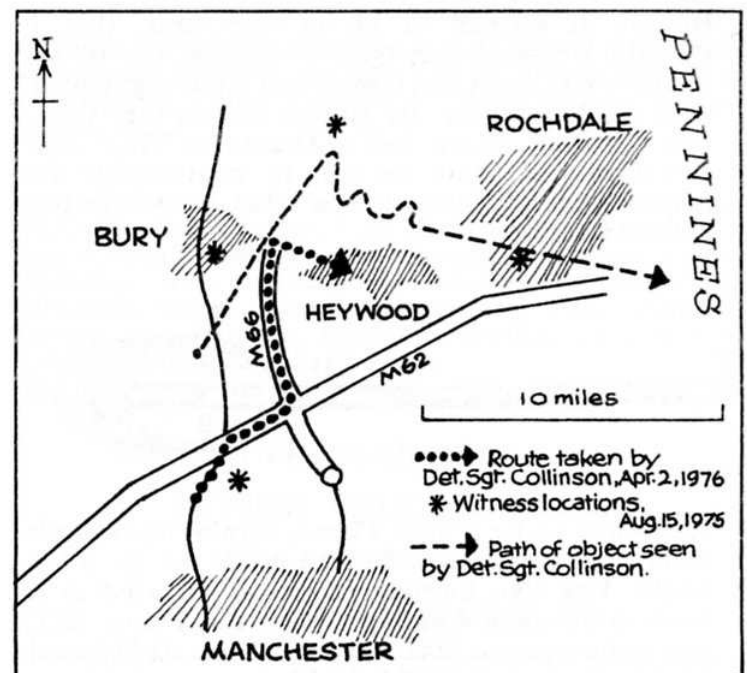 N
PENNINES
ROCHDALE
BURY
HEYWOOD
M66
M62
10 miles
Route taken by
Det.Sgt. Collinson, Apr. 2, 1976
Witness locations,
Aug. 15, 1975
Path of object seen
by Det. Sgt. Collinson.
MANCHESTER